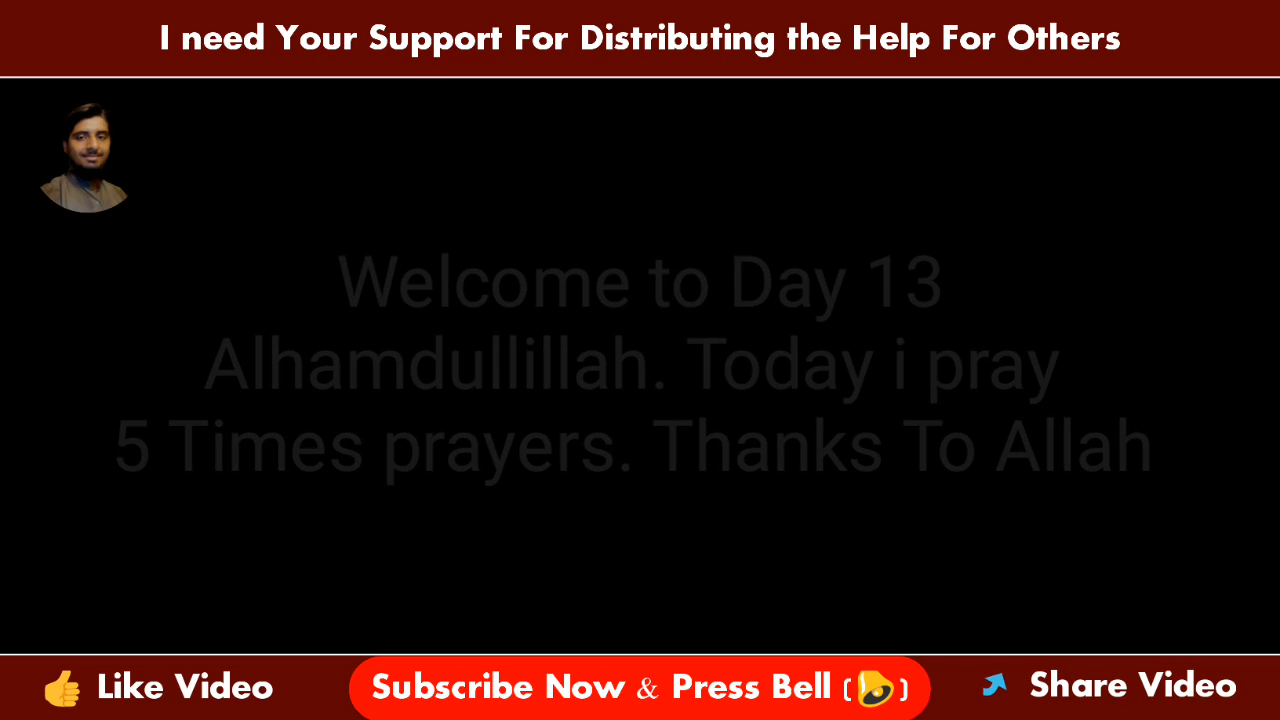 I need Your Support For Distributing the Help For Others
Welcome to Day 13
Alhamdullillah. Today i pray
5 Times prayers. Thanks To Allah
Like Video
Subscribe Now & Press Bell ( )
Share Video